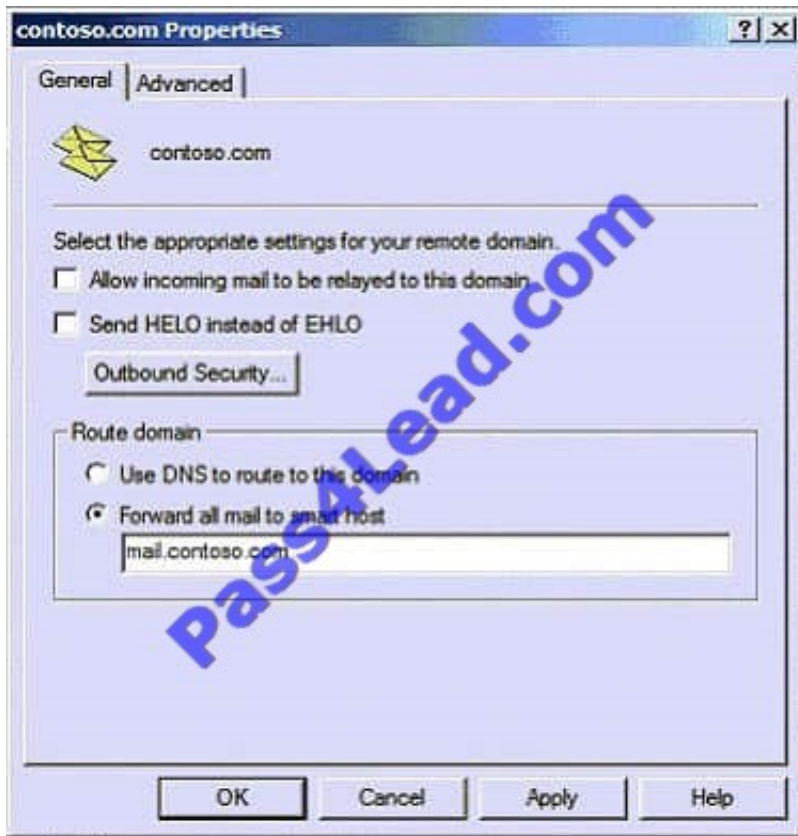 contoso.com Properties
General Advanced
contoso.com
Select the appropriate settings for your remote domain.
Allow incoming mail to be relayed to this domain
Send HELO instead of EHLO
Outbound Security...
Route domain
Use DNS to route to this domain
Forward all mail to smart host
mail.contoso.com
Pass4Lead.com
OK Cancel Apply Help